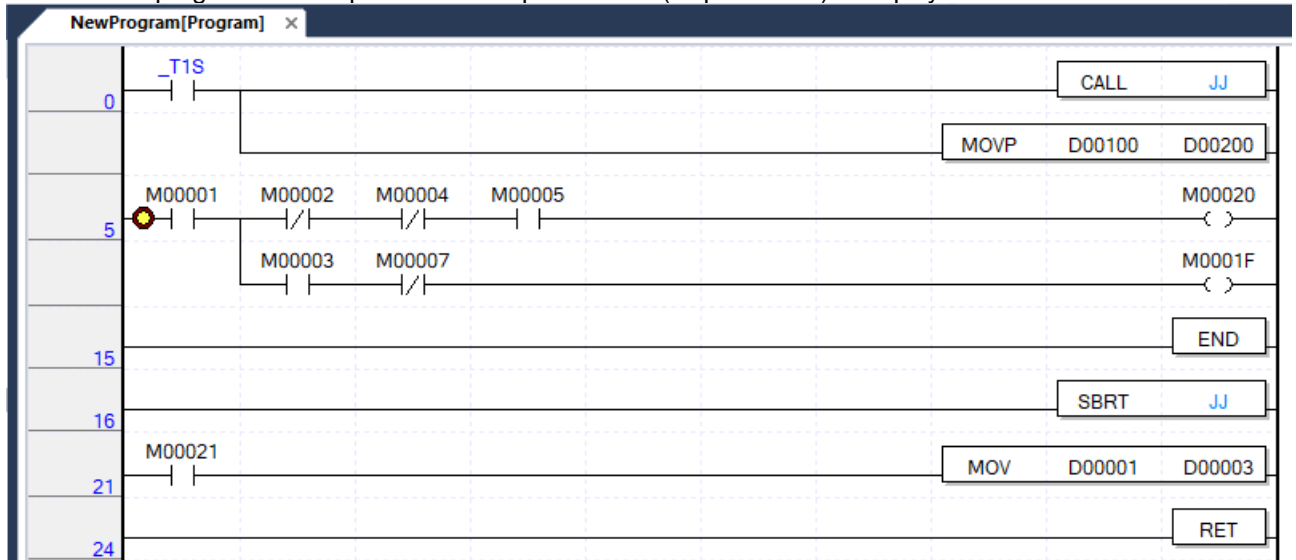 NewProgram[Program] ×
_T1S
0 CALL JJ
MOVP D00100 D00200
M00001 M00002 M00004 M00005 M00020
5
M00003 M00007 M0001F
15 END
16 SBRT JJ
M00021
21 MOV D00001 D00003
24 RET